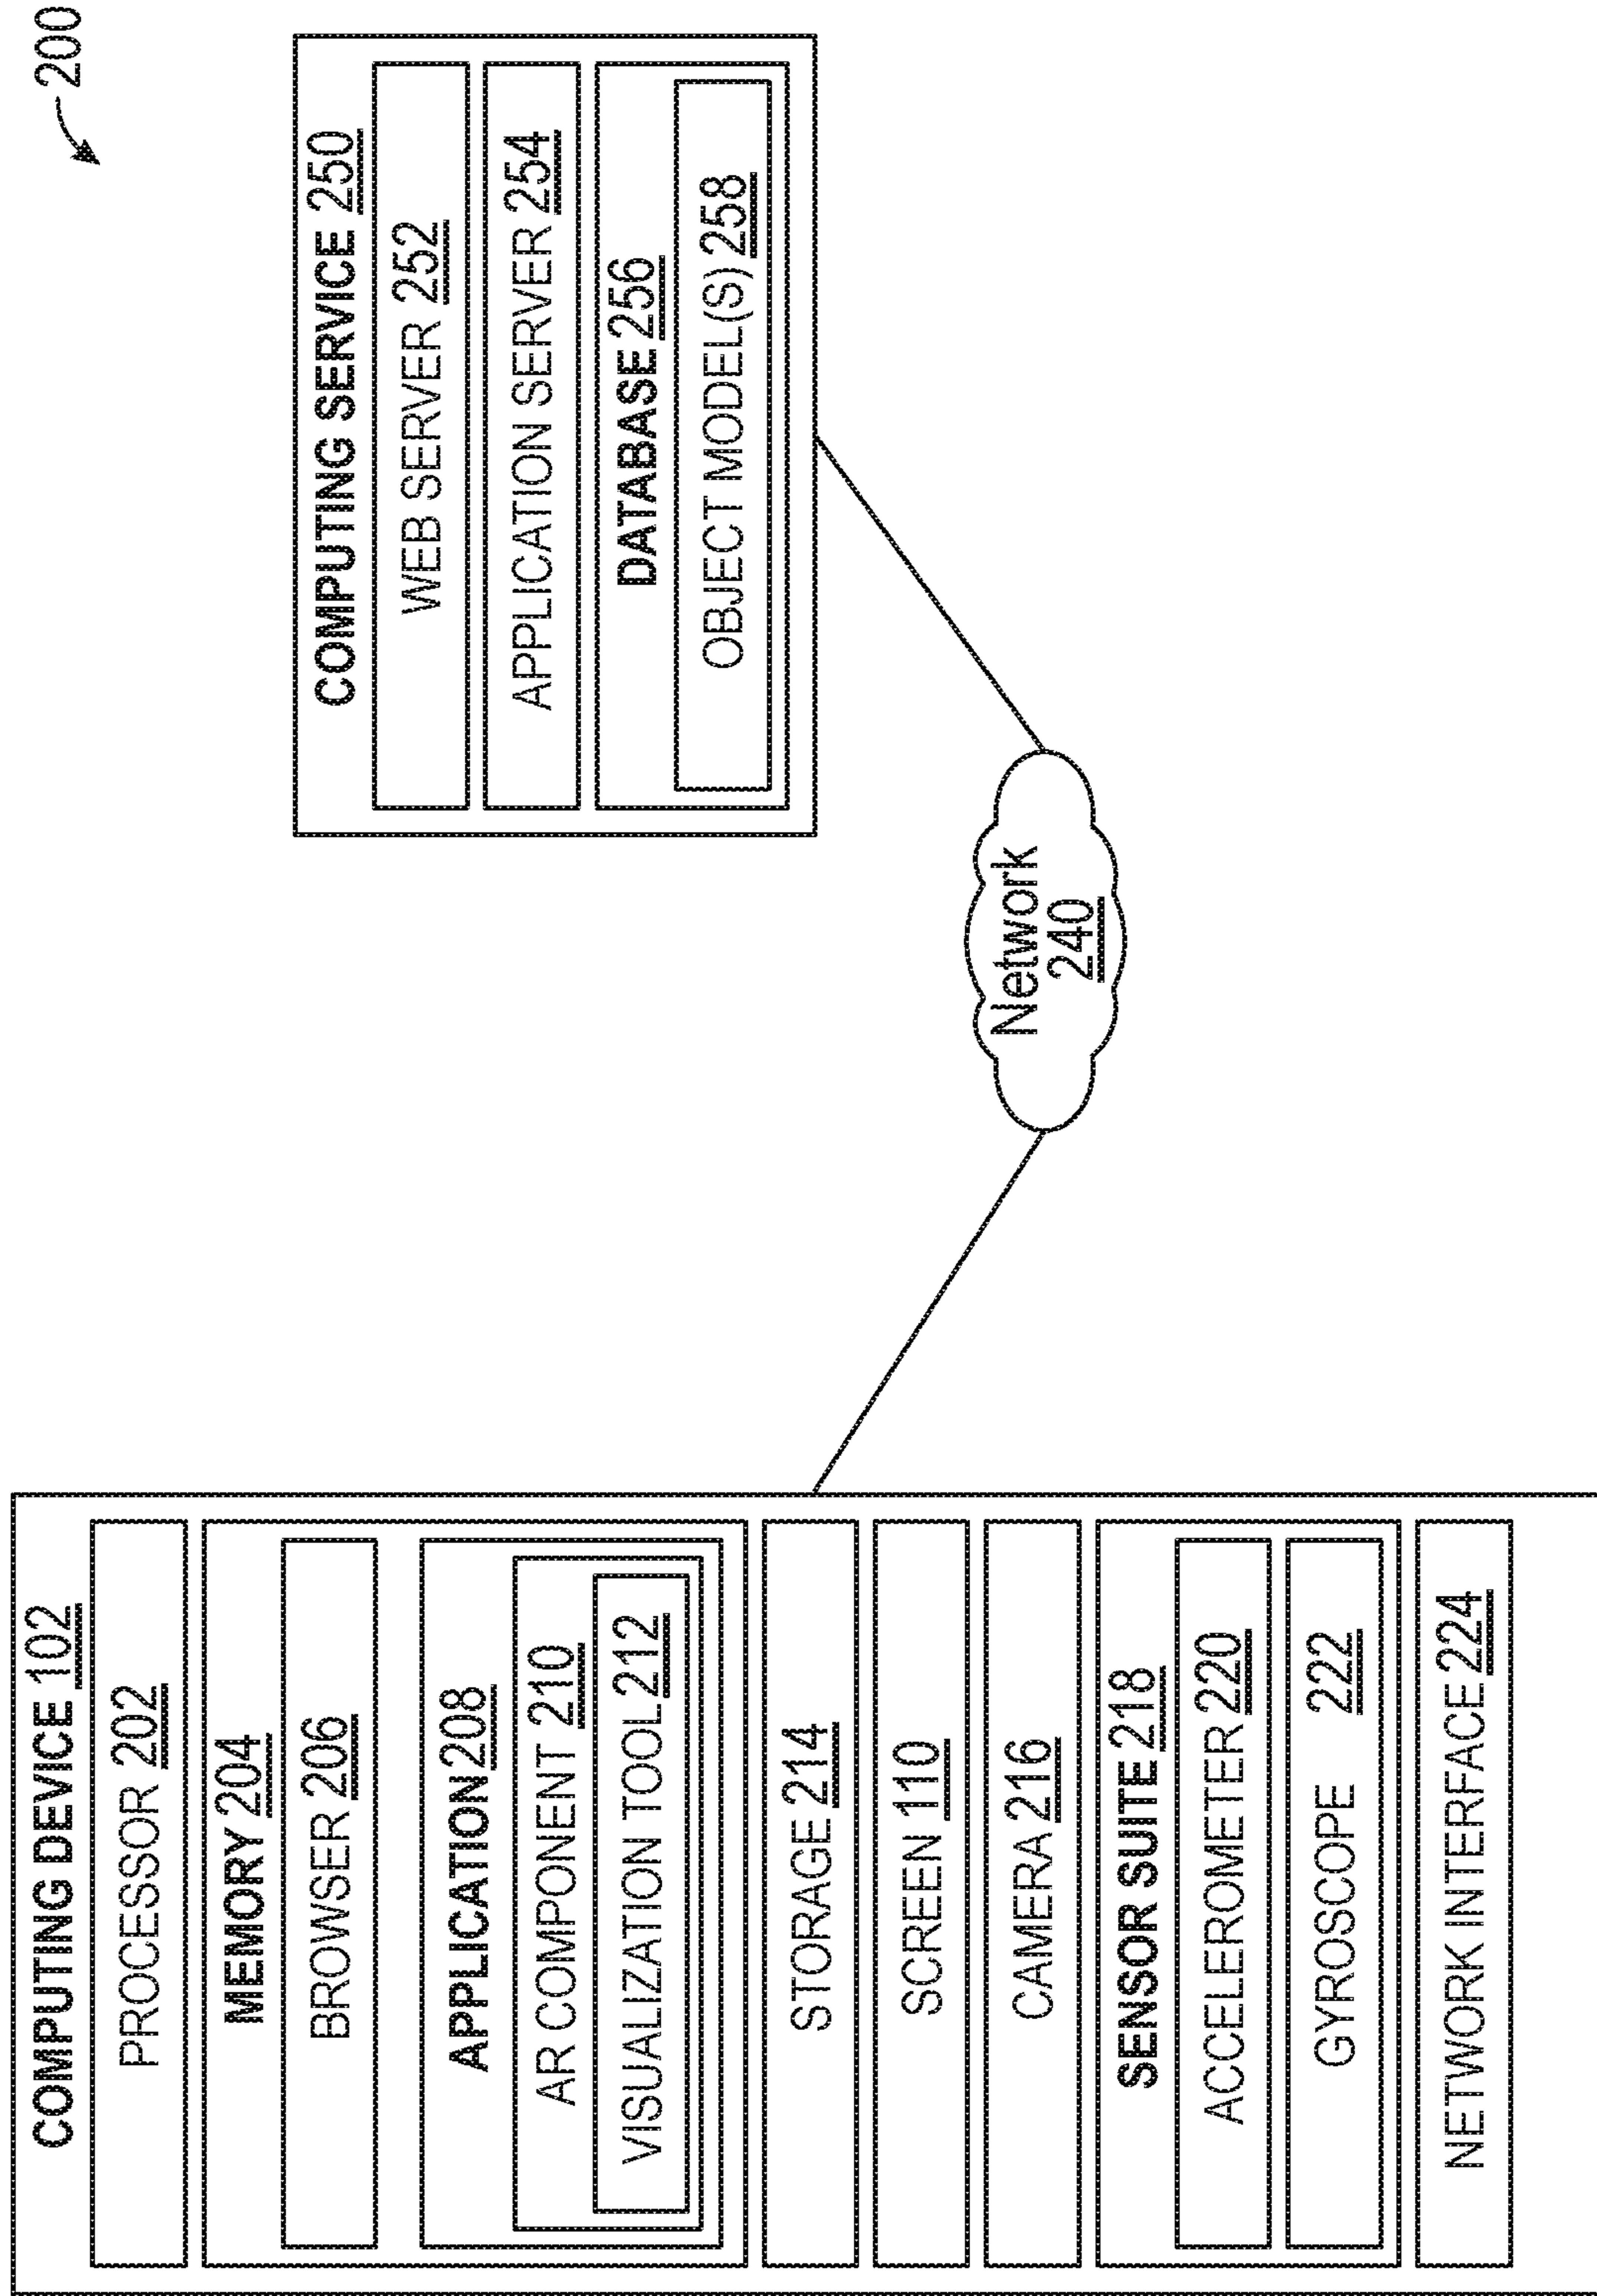 200
COMPUTING DEVICE 102
PROCESSOR 202
MEMORY 204
BROWSER 206
APPLICATION 208
AR COMPONENT 210
VISUALIZATION TOOL 212
STORAGE 214
SCREEN 110
CAMERA 216
SENSOR SUITE 218
ACCELEROMETER 220
GYROSCOPE 222
NETWORK INTERFACE 224
Network
240
COMPUTING SERVICE 250
WEB SERVER 252
APPLICATION SERVER 254
DATABASE 256
OBJECT MODEL(S) 258